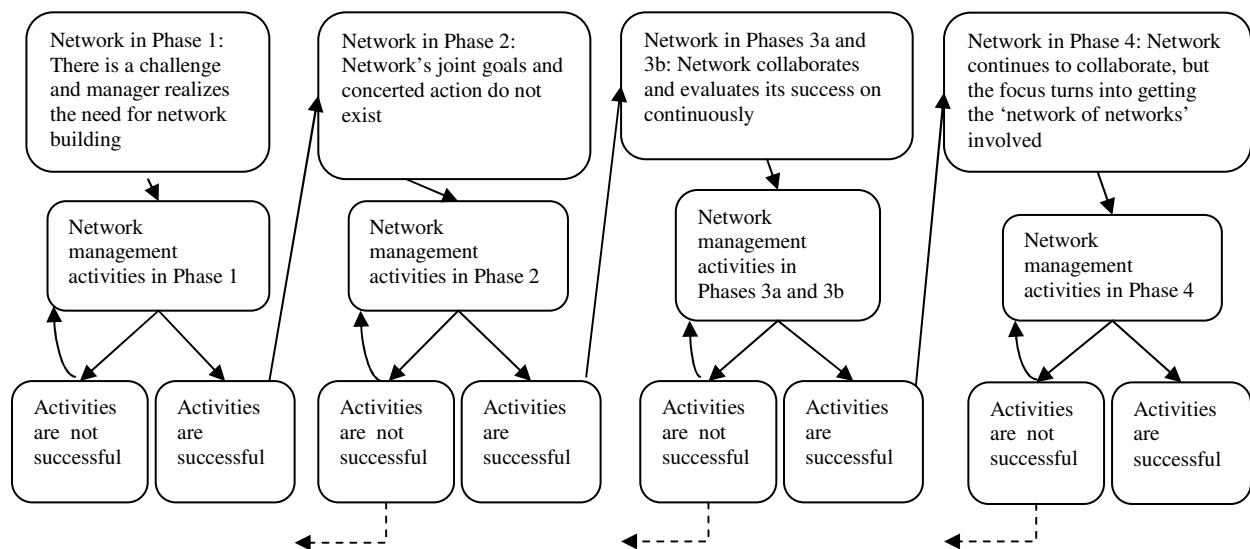 Network in Phase 1:
There is a challenge
and manager realizes
the need for network
building
Network in Phase 2:
Network’s joint goals and
concerted action do not
exist
Network in Phases 3a and
3b: Network collaborates
and evaluates its success on
continuously
Network in Phase 4: Network
continues to collaborate, but
the focus turns into getting
the ‘network of networks’
involved
Network
management
activities in Phase 1
Network
management
activities in Phase 2
Network
management
activities in
Phases 3a and 3b
Network
management
activities in Phase 4
Activities
are not
successful
Activities
are
successful
Activities
are not
successful
Activities
are
successful
Activities
are not
successful
Activities
are
successful
Activities
are not
successful
Activities
are
successful